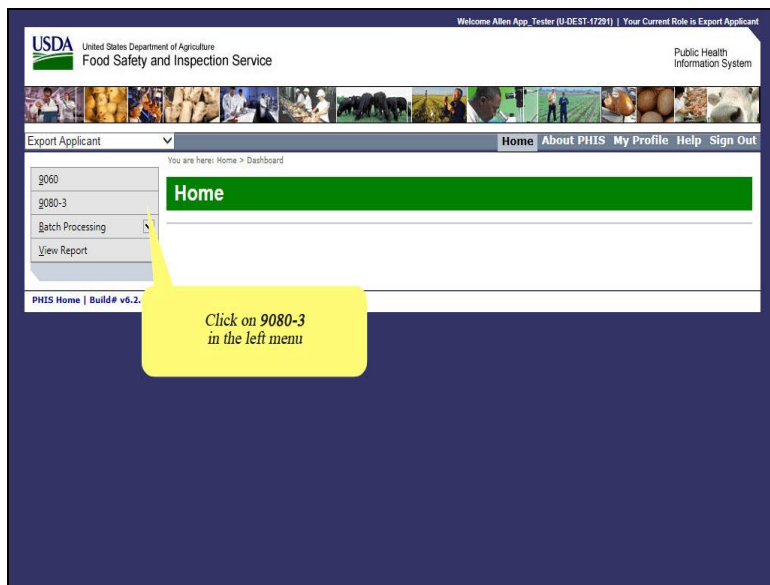 Welcome Allen App_Tester (U-DEST-17291) | Your Current Role is Export Applicant
USDA
United States Department of Agriculture
Food Safety and Inspection Service
Public Health
Information System
Export Applicant
Home About PHIS My Profile Help Sign Out
You are here: Home > Dashboard
9060
Home
9080-3
Batch Processing
View Report
PHIS Home | Build# v6.2.
Click on 9080-3
in the left menu